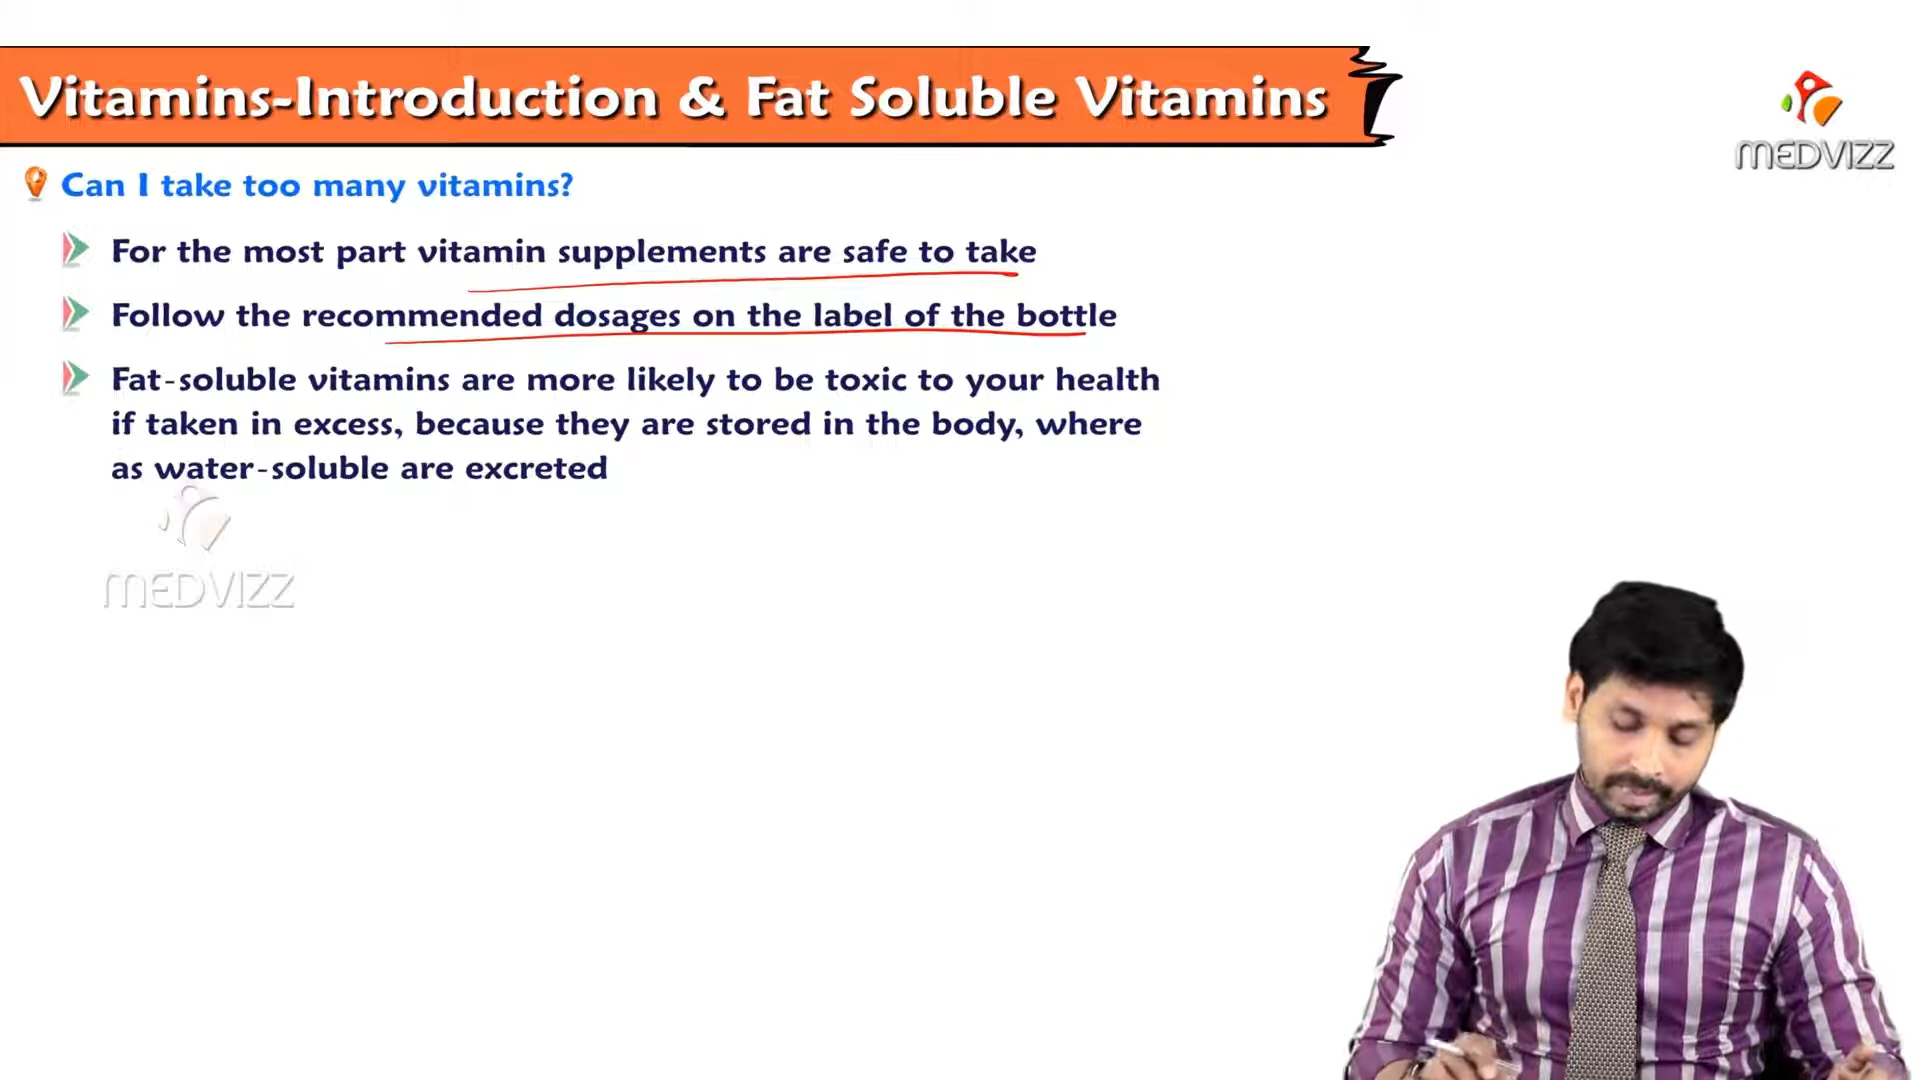 Vitamins-Introduction & Fat Soluble Vitamins
MEDVIZZ
Can I take too many vitamins?
For the most part vitamin supplements are safe to take
Follow the recommended dosages on the label of the bottle
Fat-soluble vitamins are more likely to be toxic to your health
if taken in excess, because they are stored in the body, where
as water-soluble are excreted
MEDVIZZ